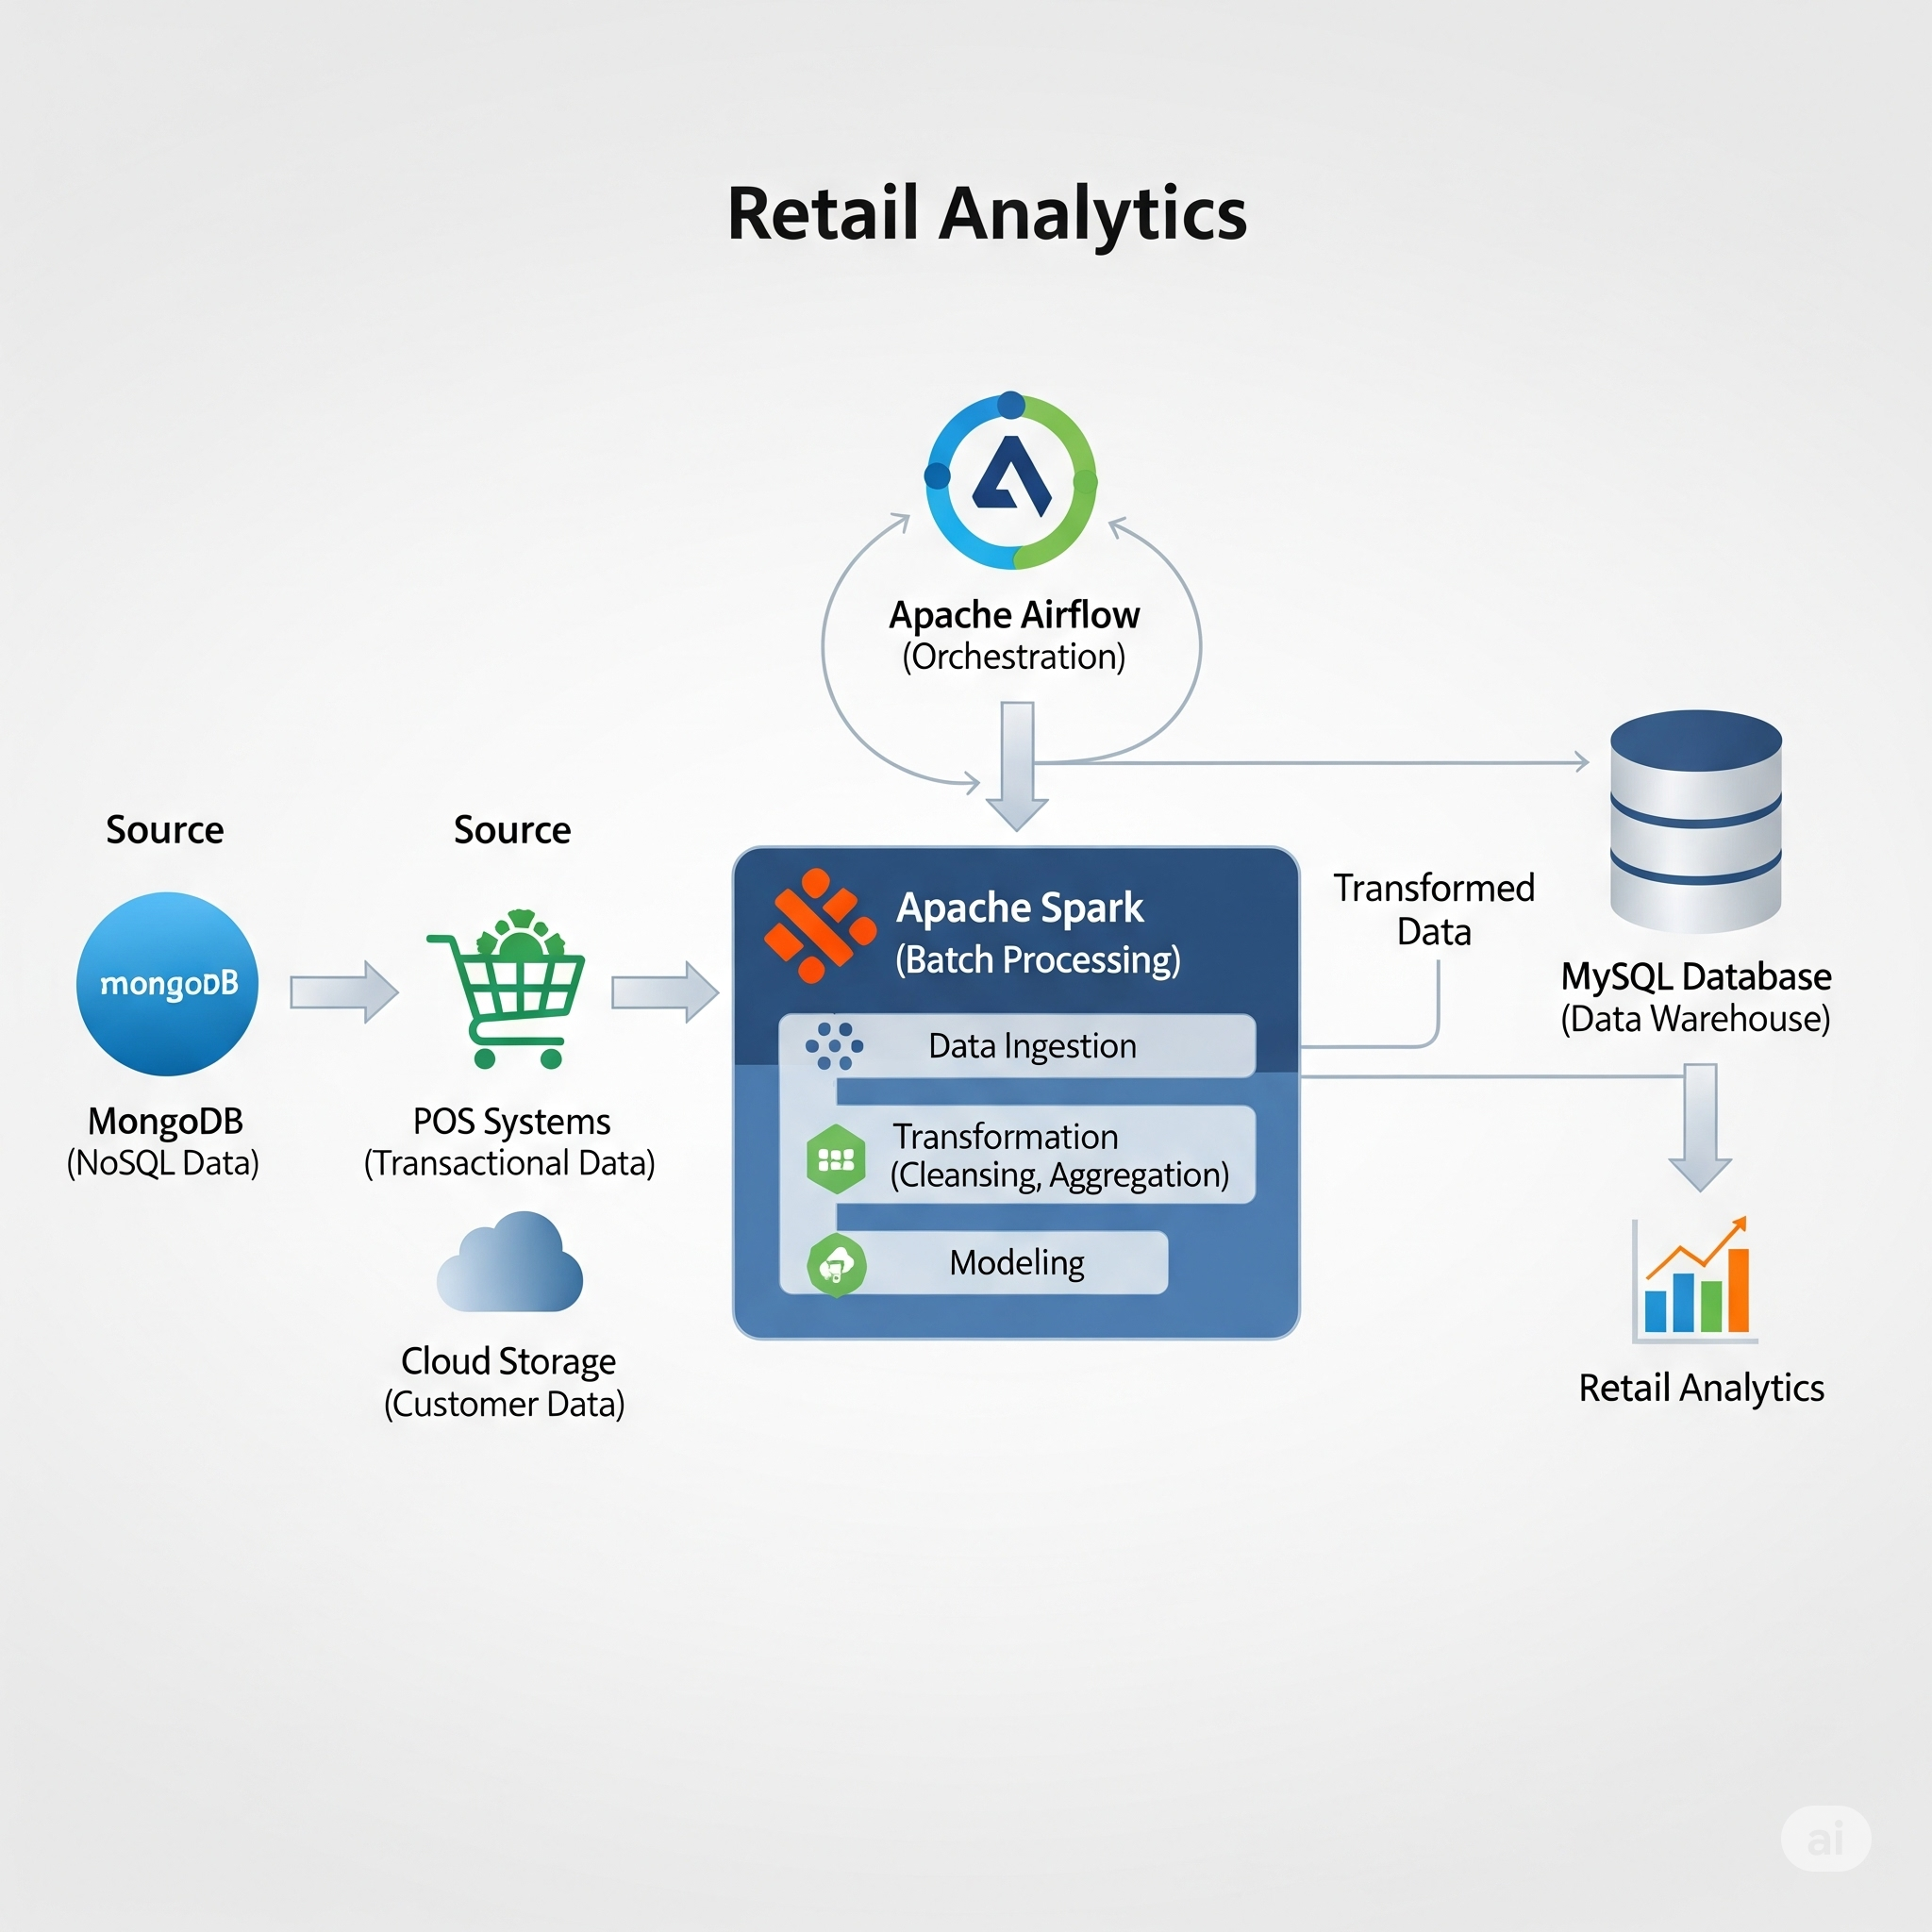 Retail Analytics
Apache Airflow
(Orchestration)
Source
mongoDB
MongoDB
(NoSQL Data)
Source
POS Systems
(Transactional Data)
Cloud Storage
(Customer Data)
Apache Spark
(Batch Processing)
Data Ingestion
Transformation
(Cleansing, Aggregation)
Modeling
Transformed
Data
MySQL Database
(Data Warehouse)
Retail Analytics
ai